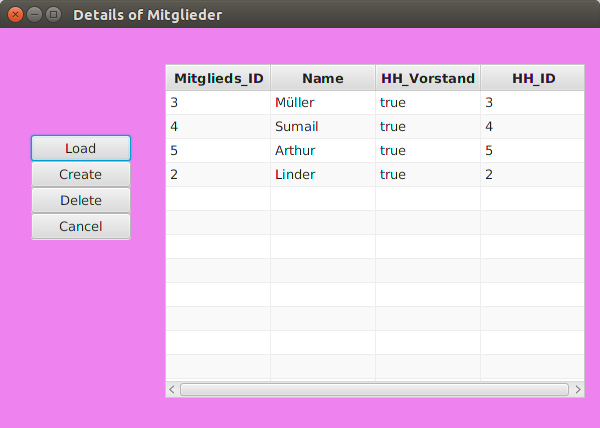 Details of Mitglieder
Mitglieds_ID Name HH_Vorstand HH_ID
3 Müller true 3
4 Sumail true 4
5 Arthur true 5
2 Linder true 2
Load
Create
Delete
Cancel